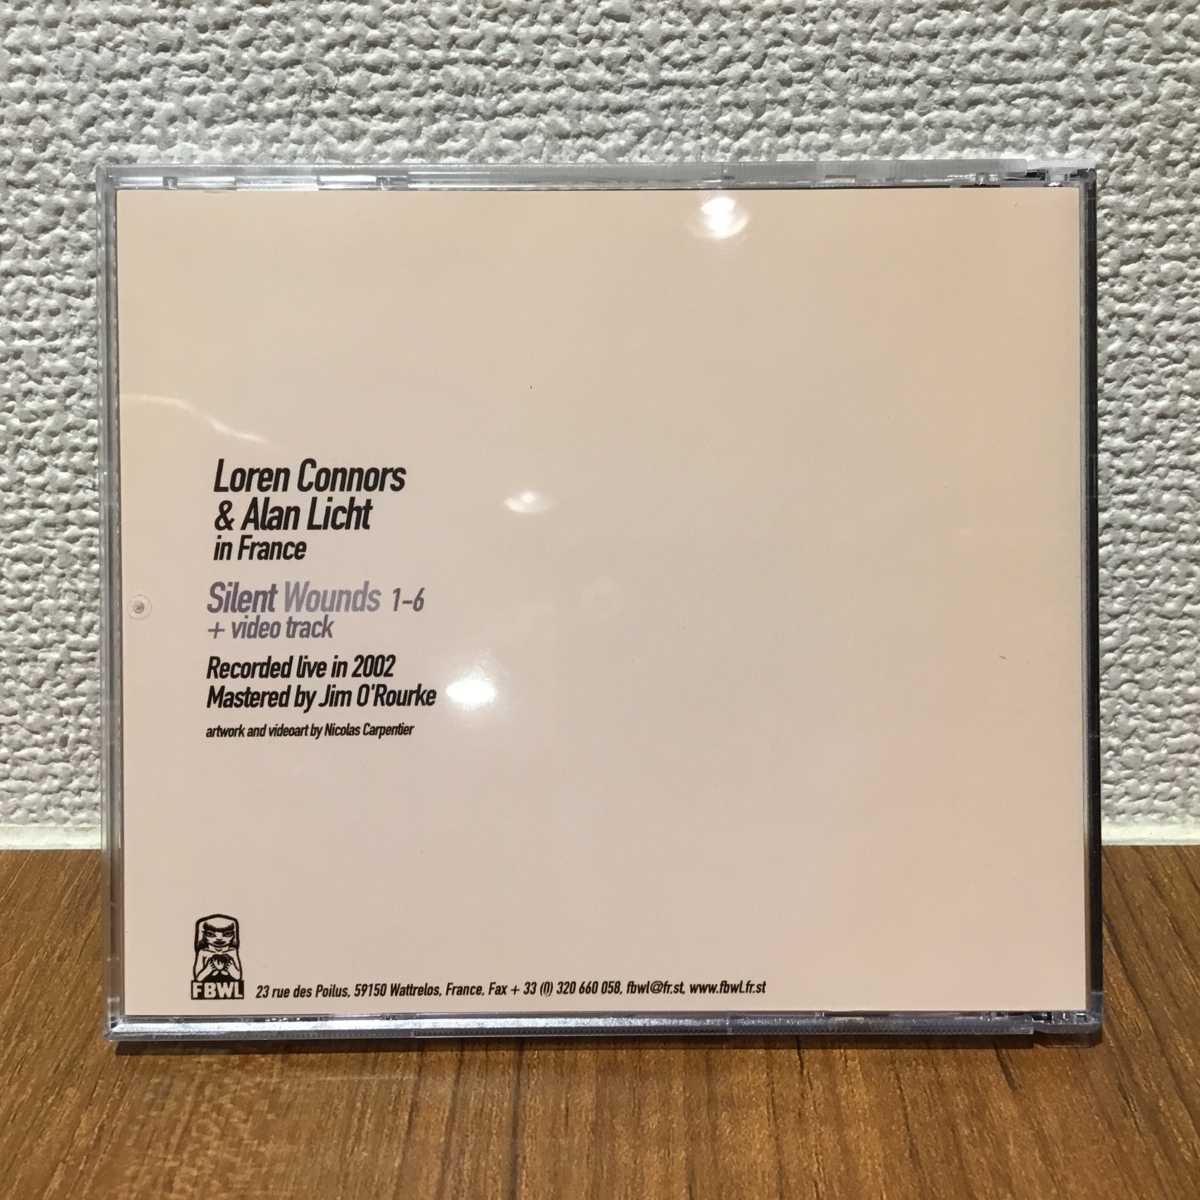 Loren Connors
& Alan Licht
in France
Silent Wounds 1-6
+ video track
Recorded live in 2002
Mastered by Jim O'Rourke
artwork and videoart by Nicolas Carpentier
FBWL
23 rue des Poilus, 59150 Wattrelos, France, Fax + 33 (0) 320 660 058, fbwl@fr.st, www.fbwl.fr.st